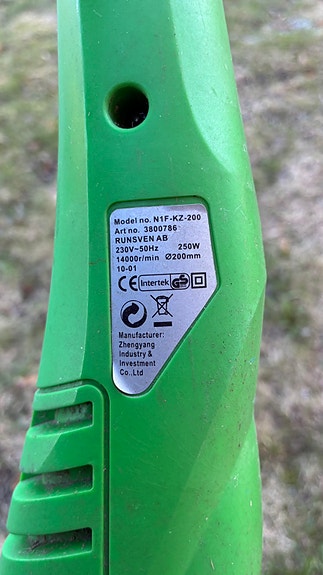 Model no. N1F-KZ-200
Art no. 3800786
RUNSVEN AB
230V~50Hz 250W
14000r/min Ø200mm
10-01
CE Intertek GS
Manufacturer:
Zhengyang
Industry &
Investment
Co.,Ltd